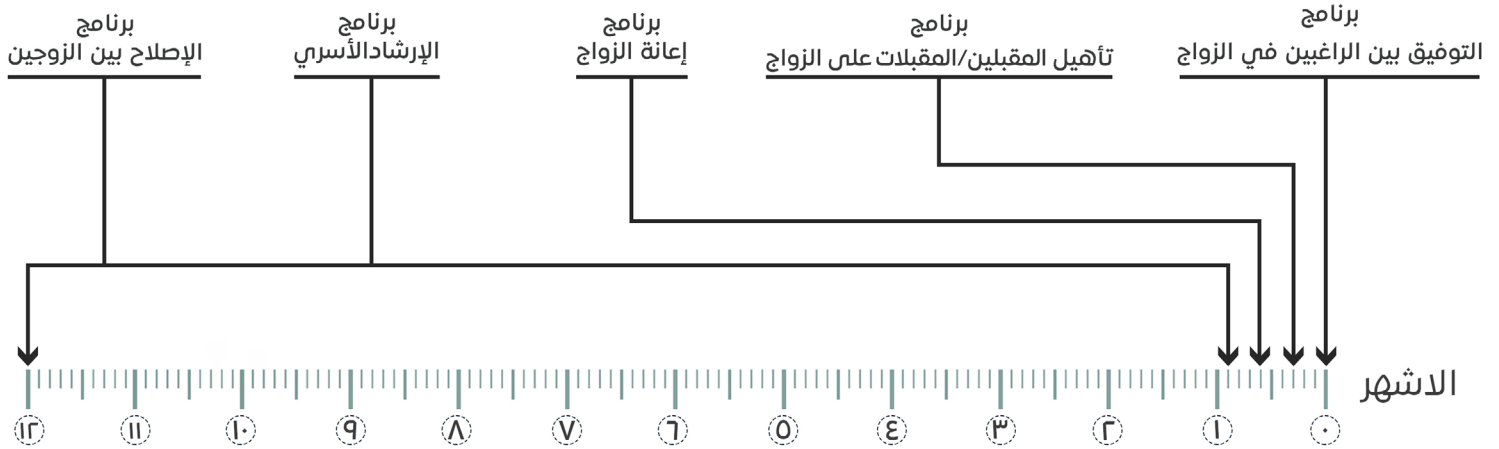 برنامج
التوفيق بين الراغبين في الزواج
برنامج
تأهيل المقبلين/المقبلات على الزواج
برنامج
إعانة الزواج
برنامج
الإرشادالأسري
برنامج
الإصلاح بين الزوجين
الاشهر
٠
١
٢
٣
٤
٥
٦
٧
٨
٩
١٠
١١
١٢